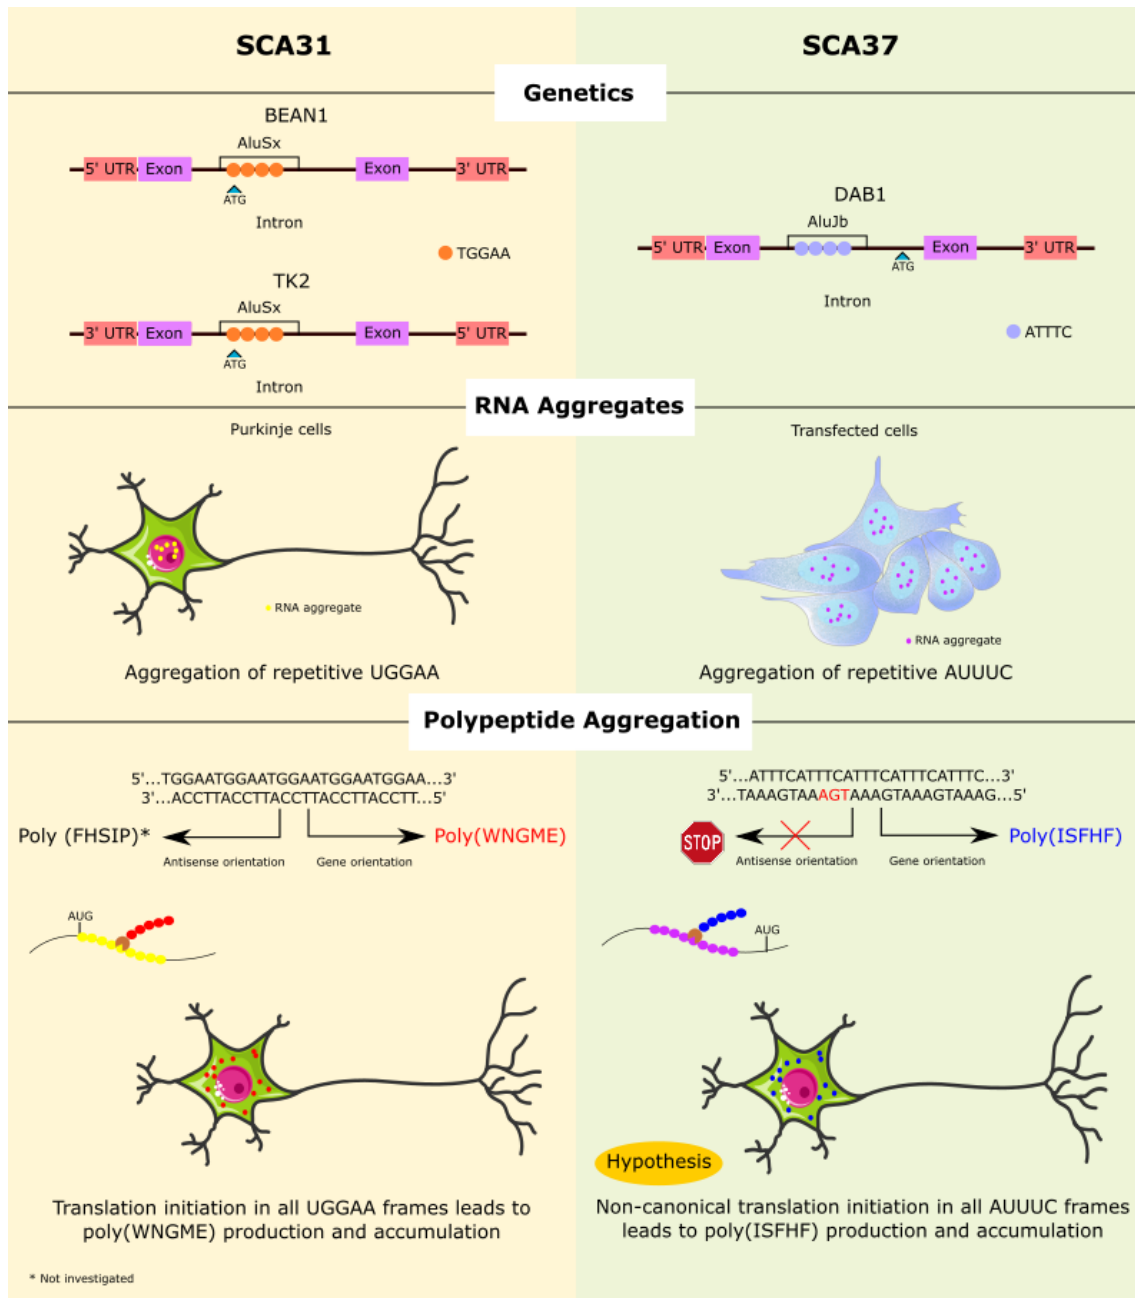 SCA31
SCA37
Genetics
BEAN1
AluSx
5' UTR Exon Exon 3' UTR
ATG
Intron
TGGAA
TK2
AluSx
3' UTR Exon Exon 5' UTR
ATG
Intron
DAB1
AluJb
5' UTR Exon Exon 3' UTR
ATG
Intron
ATTTC
RNA Aggregates
Purkinje cells
RNA aggregate
Aggregation of repetitive UGGAA
Transfected cells
RNA aggregate
Aggregation of repetitive AUUUC
Polypeptide Aggregation
5'...TGGAATGGAATGGAATGGAATGGAA...3'
3'...ACCTTACCTTACCTTACCTTACCTT...5'
Poly (FHSIP)* Poly(WNGME)
Antisense orientation Gene orientation
AUG
Translation initiation in all UGGAA frames leads to
poly(WNGME) production and accumulation
* Not investigated
5'...ATTTCATTTCATTTCATTTCATTTC...3'
3'...TAAAGTAAAGTAAAGTAAAGTAAAG...5'
STOP Poly(ISFHF)
Antisense orientation Gene orientation
AUG
Hypothesis
Non-canonical translation initiation in all AUUUC frames
leads to poly(ISFHF) production and accumulation